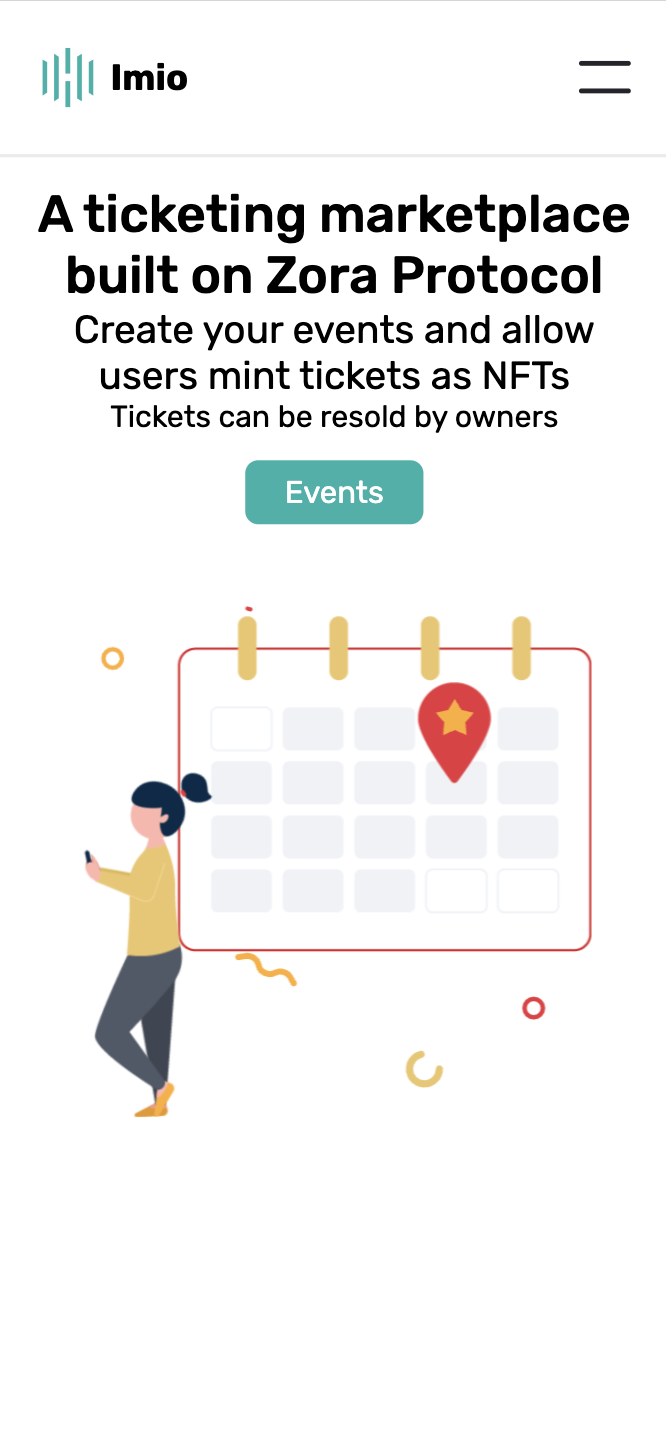 Imio
A ticketing marketplace
built on Zora Protocol
Create your events and allow
users mint tickets as NFTs
Tickets can be resold by owners
Events